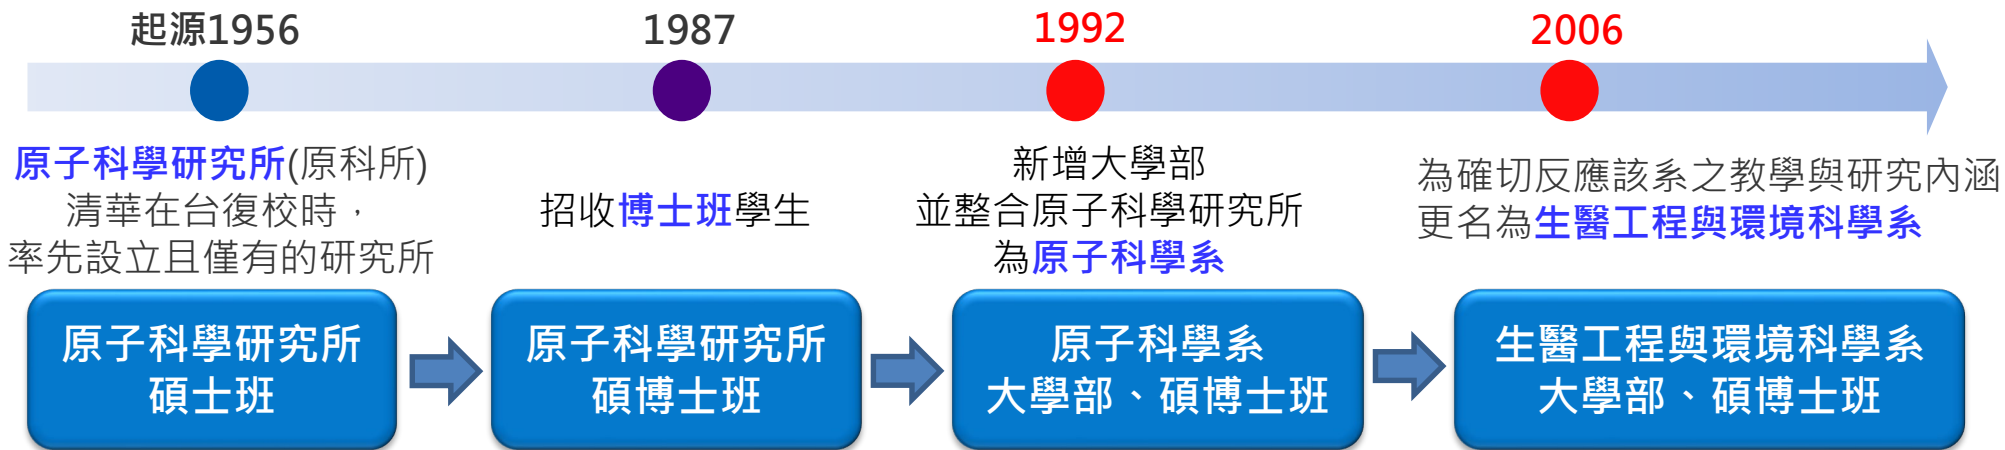 起源1956
1987
1992
2006
原子科學研究所(原科所)
清華在台復校時，
率先設立且僅有的研究所
招收博士班學生
新增大學部
並整合原子科學研究所
為原子科學系
為確切反應該系之教學與研究內涵
更名為生醫工程與環境科學系
原子科學研究所
碩士班
原子科學研究所
碩博士班
原子科學系
大學部、碩博士班
生醫工程與環境科學系
大學部、碩博士班